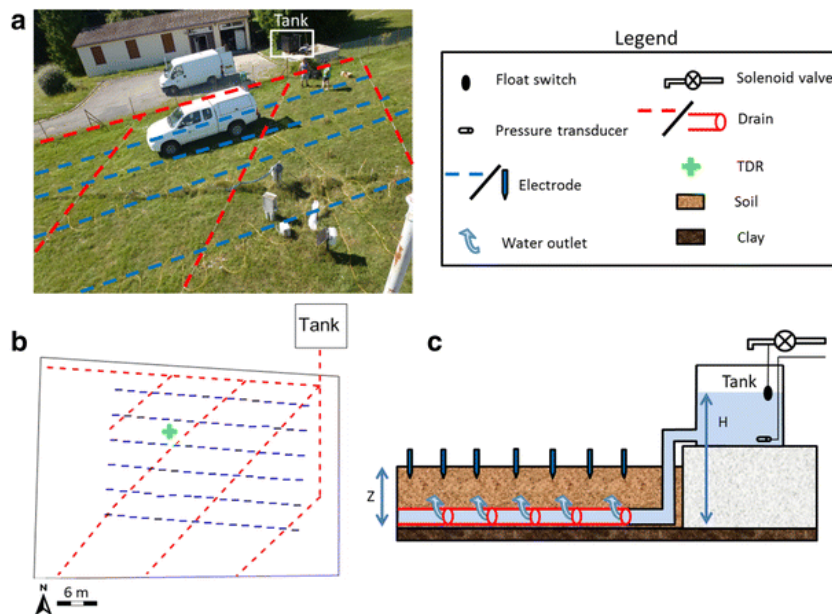 a
Tank
Legend
Float switch
Solenoid valve
Pressure transducer
Drain
Electrode
TDR
Soil
Water outlet
Clay
b
Tank
N
6 m
c
Tank
H
Z